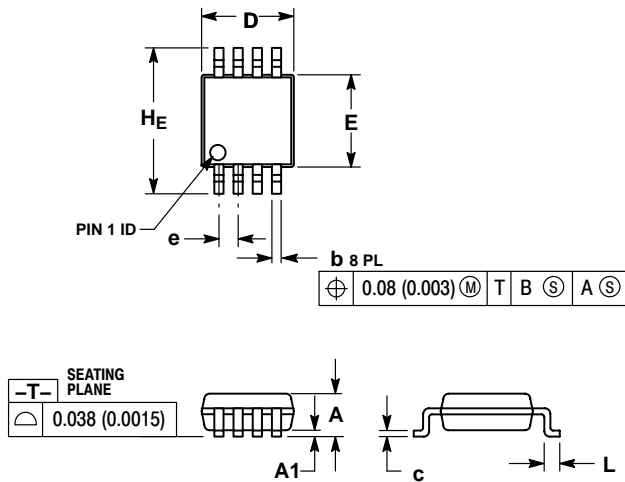 D
HE
E
PIN 1 ID
e
b 8 PL
0.08 (0.003) M T B S A S
–T– SEATING PLANE
0.038 (0.0015)
A
A1
c
L